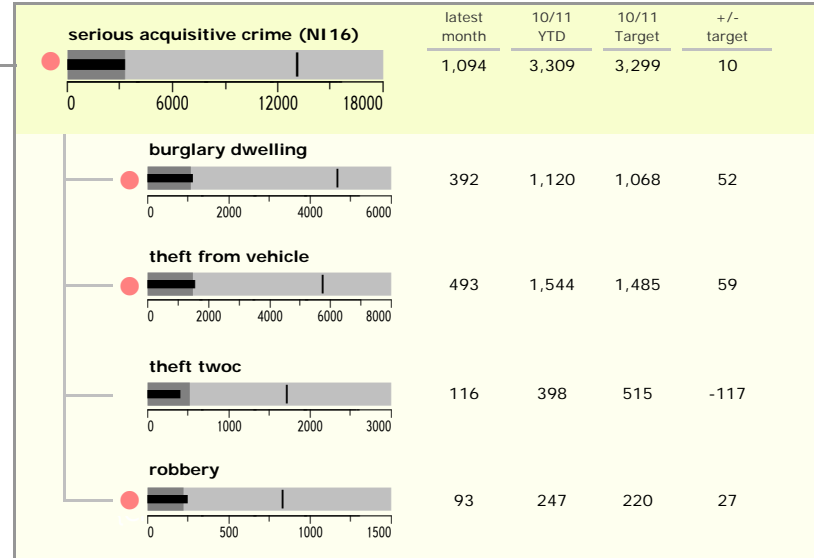 latest 10/11 10/11 +/-
serious acquisitive crime (NI16) month YTD Target target
1,094 3,309 3,299 10
0 6000 12000 18000
burglary dwelling
392 1,120 1,068 52
0 2000 4000 6000
theft from vehicle
493 1,544 1,485 59
0 2000 4000 6000 8000
theft twoc
116 398 515 -117
0 1000 2000 3000
robbery
93 247 220 27
0 500 1000 1500